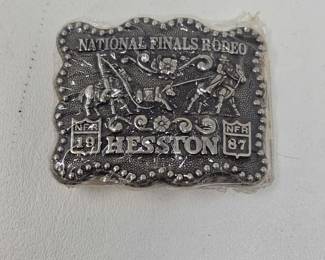 NATIONAL FINALS RODEO
NFR NFR
19 HESSTON 87